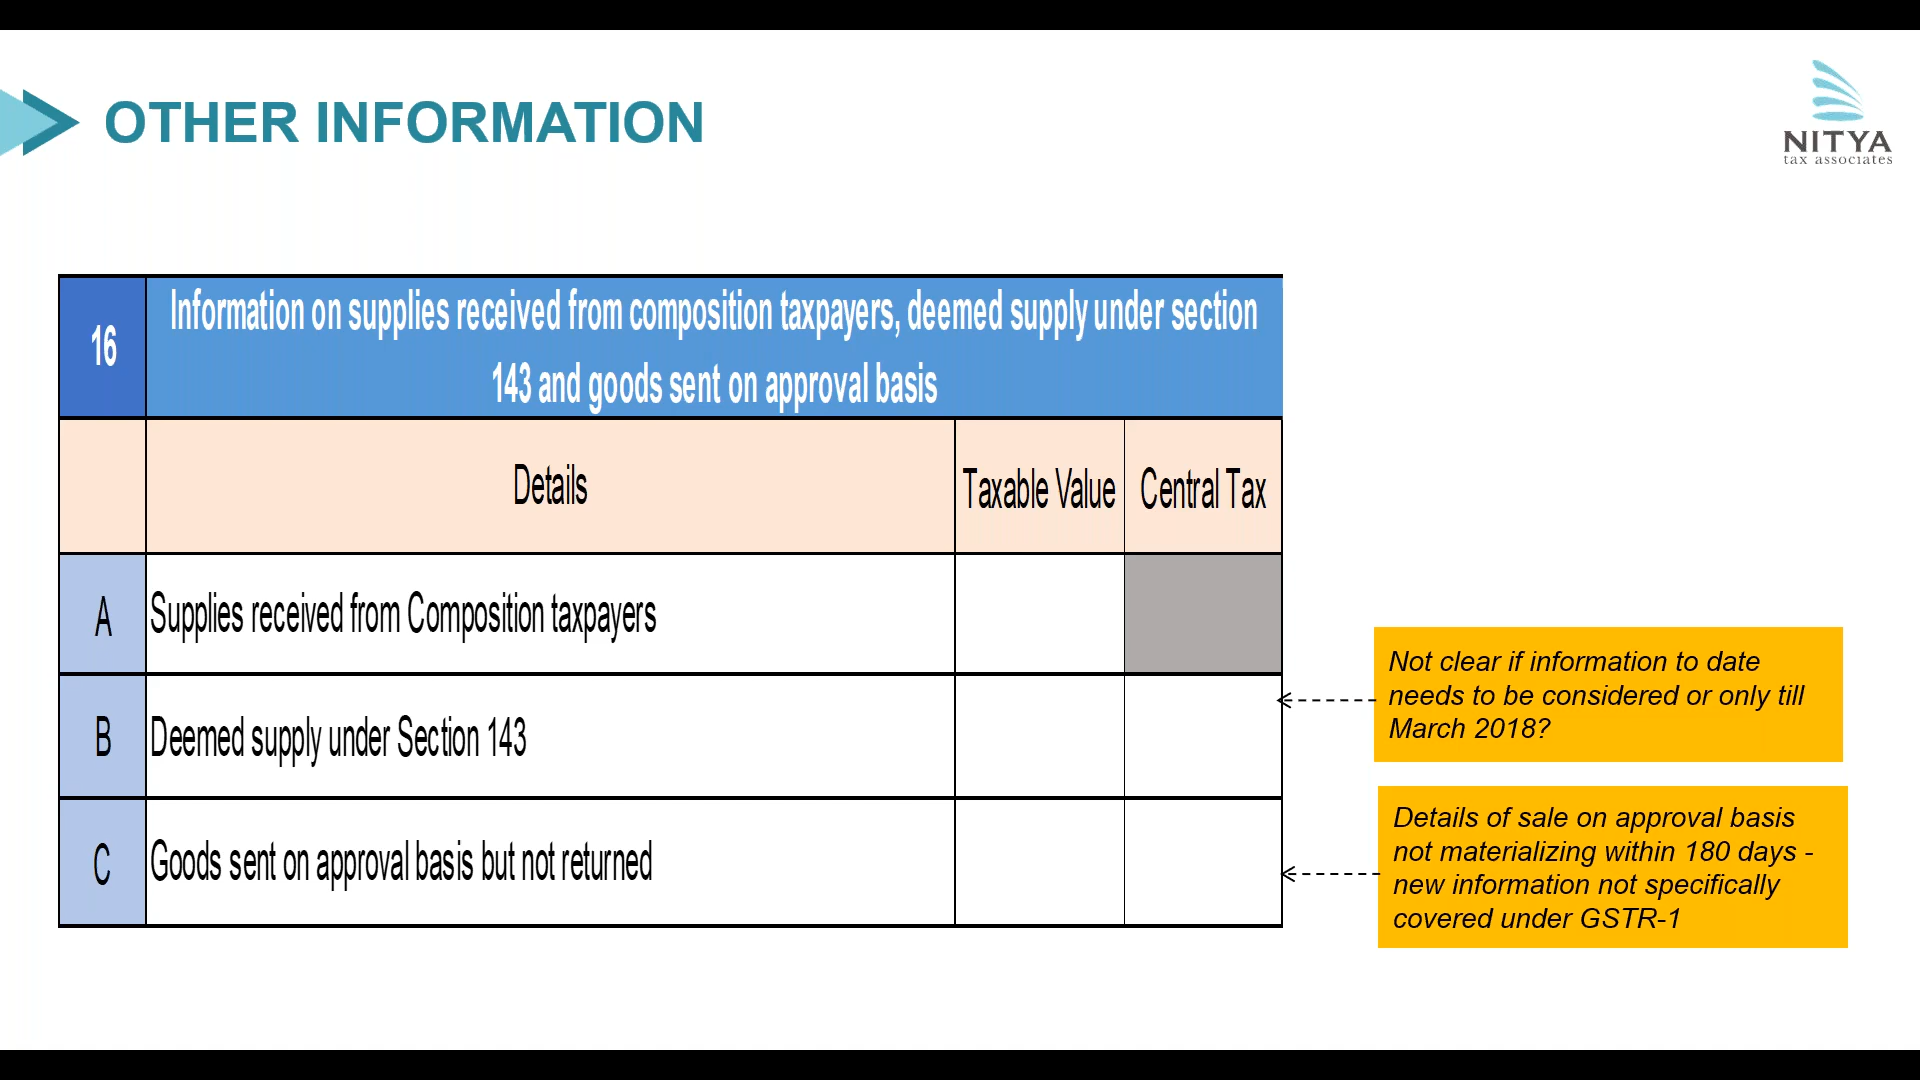 OTHER INFORMATION
NITYA
tax associates
16
Information on supplies received from composition taxpayers, deemed supply under section
143 and goods sent on approval basis
Details
Taxable Value
Central Tax
A
Supplies received from Composition taxpayers
B
Deemed supply under Section 143
C
Goods sent on approval basis but not returned
Not clear if information to date
needs to be considered or only till
March 2018?
Details of sale on approval basis
not materializing within 180 days -
new information not specifically
covered under GSTR-1